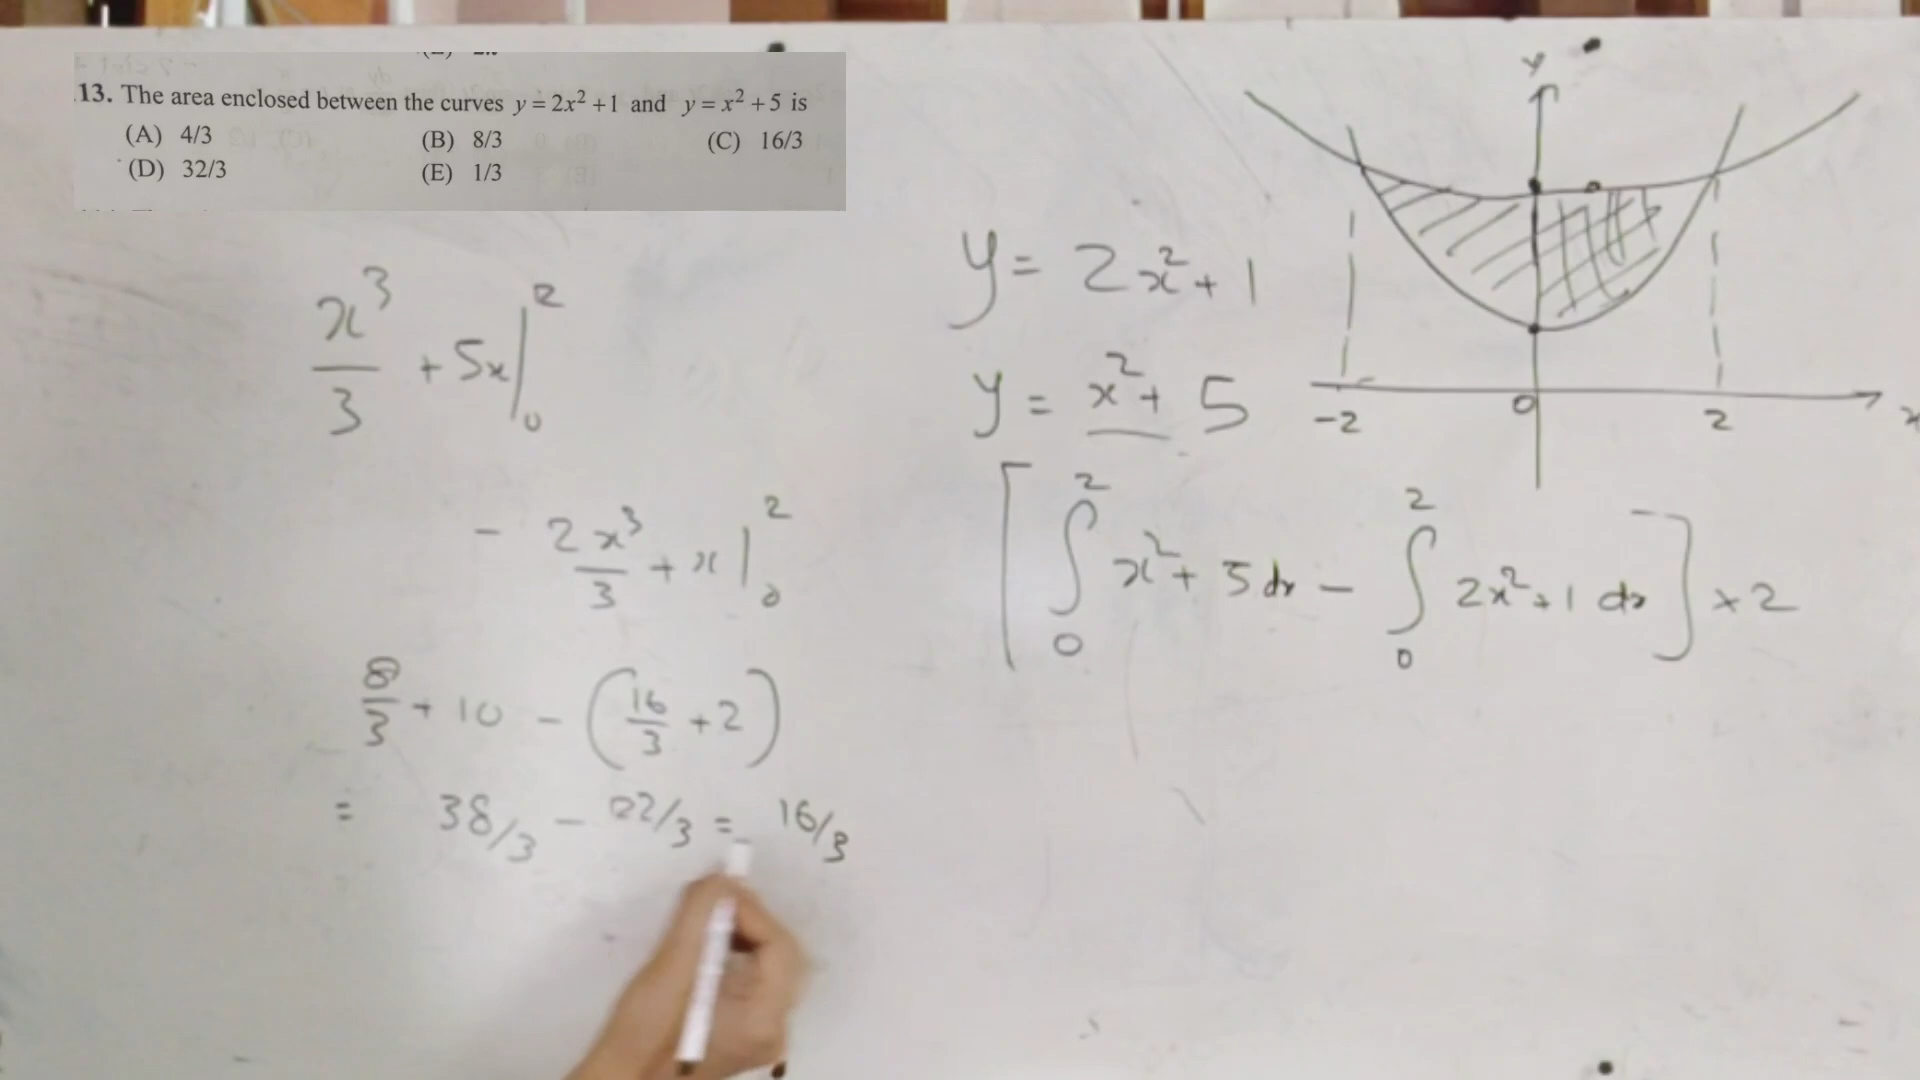 13. The area enclosed between the curves y = 2x² + 1 and y = x² + 5 is
(A) 4/3 (B) 8/3 (C) 16/3
(D) 32/3 (E) 1/3
x³/3 + 5x |₀²
- 2x³/3 + x |₀²
8/3 + 10 - (16/3 + 2)
= 38/3 - 22/3 = 16/3
y = 2x² + 1
y = x² + 5
y
-2 0 2 x
[∫₀² x² + 5 dx - ∫₀² 2x² + 1 dx] × 2